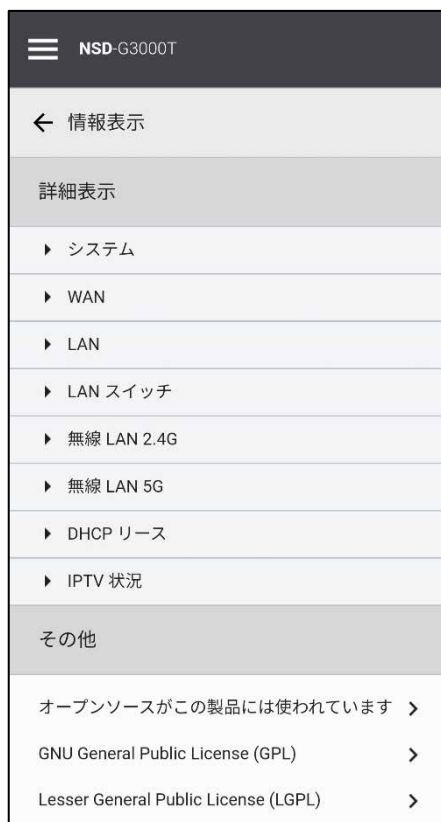 NSD-G3000T
情報表示
詳細表示
システム
WAN
LAN
LAN スイッチ
無線 LAN 2.4G
無線 LAN 5G
DHCP リース
IPTV 状況
その他
オープンソースがこの製品には使われています
GNU General Public License (GPL)
Lesser General Public License (LGPL)